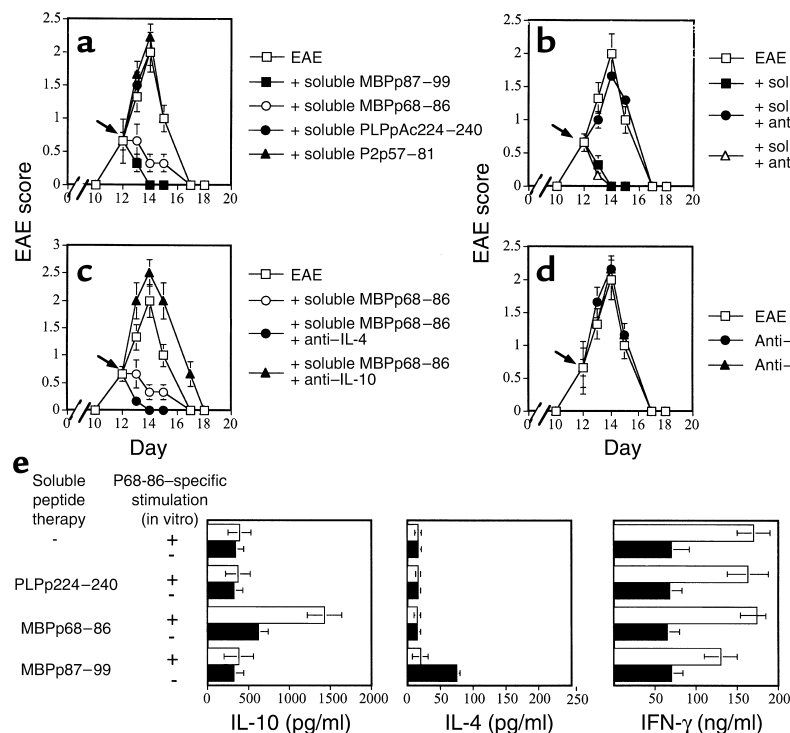 a
EAE score
2.5
2
1.5
1
0.5
0
0 10 12 14 16 18 20
EAE
+ soluble MBPp87–99
+ soluble MBPp68–86
+ soluble PLPpAc224–240
+ soluble P2p57–81
b
EAE score
2.5
2
1.5
1
0.5
0
0 10 12 14 16 18 20
EAE
+ sol
+ sol
+ ant
+ sol
+ ant
c
3
2.5
2
1.5
1
0.5
0
0 10 12 14 16 18 20
Day
EAE
+ soluble MBPp68–86
+ soluble MBPp68–86
+ anti–IL-4
+ soluble MBPp68–86
+ anti–IL-10
d
2.5
2
1.5
1
0.5
0
0 10 12 14 16 18 20
Day
EAE
Anti-
Anti-
e
Soluble
peptide
therapy
P68-86–specific
stimulation
(in vitro)
- +
-
PLPp224–240 +
-
MBPp68–86 +
-
MBPp87–99 +
-
0 500 1000 1500 2000
IL-10 (pg/ml)
0 50 100 150 200 250
IL-4 (pg/ml)
50 100 150 200
IFN-γ (ng/ml)